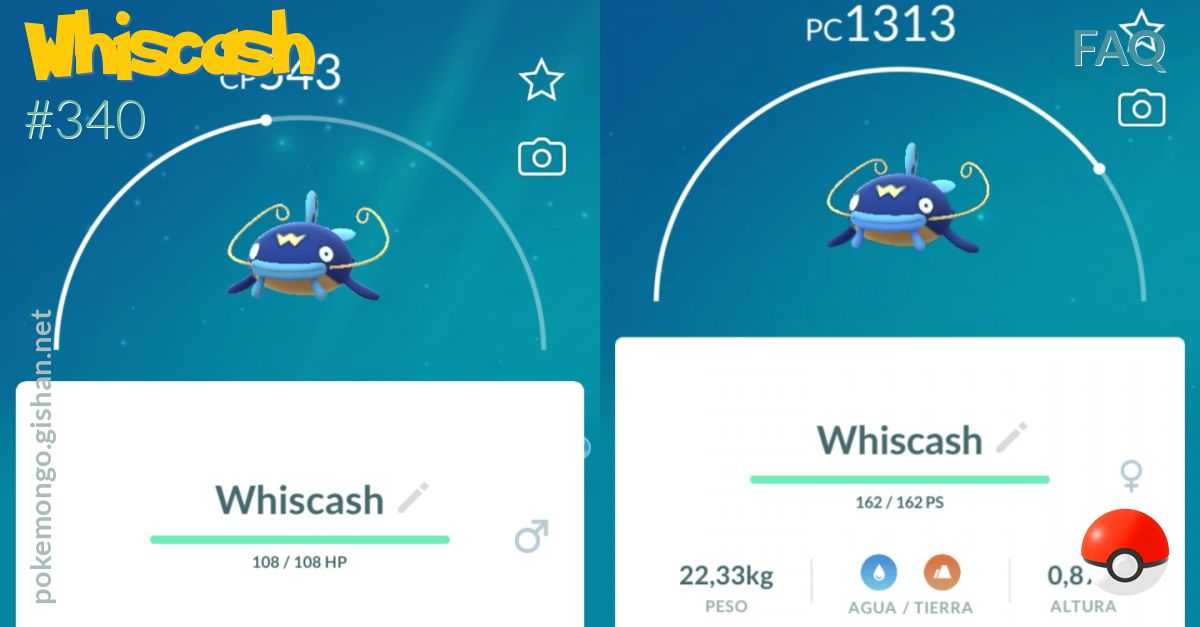 Whiscash
#340
CP543
pokemongo.gishan.net
Whiscash
108 / 108 HP
PC1313
FAQ
Whiscash
162 / 162 PS
22,33kg
PESO
AGUA / TIERRA
ALTURA